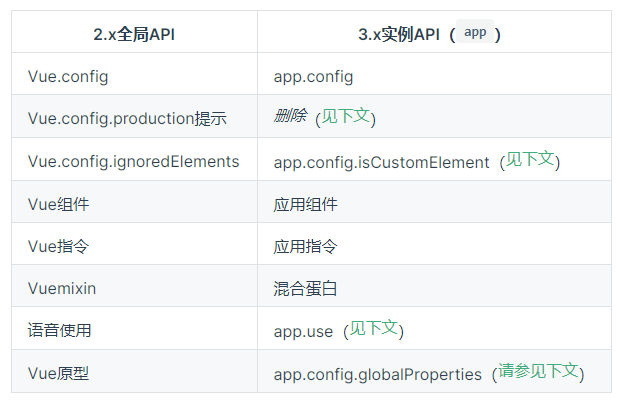 2.x全局API 3.x实例API（app）
Vue.config app.config
Vue.config.production提示 删除（见下文）
Vue.config.ignoredElements app.config.isCustomElement（见下文）
Vue组件 应用组件
Vue指令 应用指令
Vuemixin 混合蛋白
语音使用 app.use（见下文）
Vue原型 app.config.globalProperties（请参见下文）